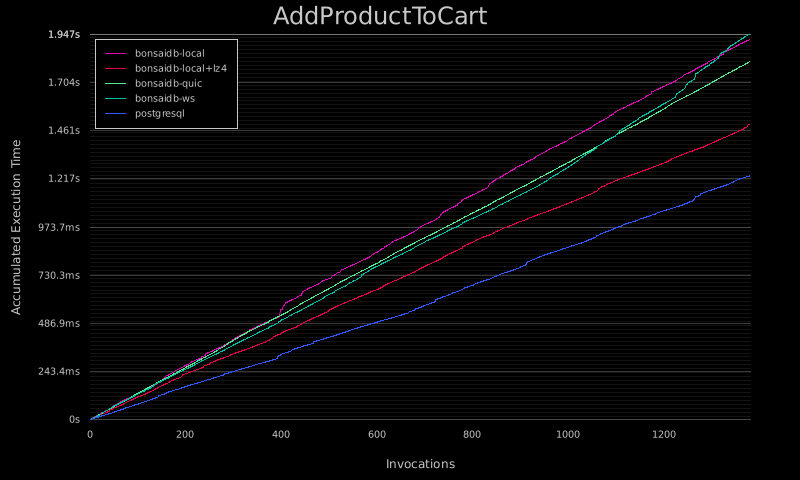 AddProductToCart
1.947s
bonsaidb-local
bonsaidb-local+lz4
bonsaidb-quic
bonsaidb-ws
postgresql
1.704s
1.461s
1.217s
973.7ms
730.3ms
486.9ms
243.4ms
0s
Accumulated Execution Time
0 200 400 600 800 1000 1200
Invocations